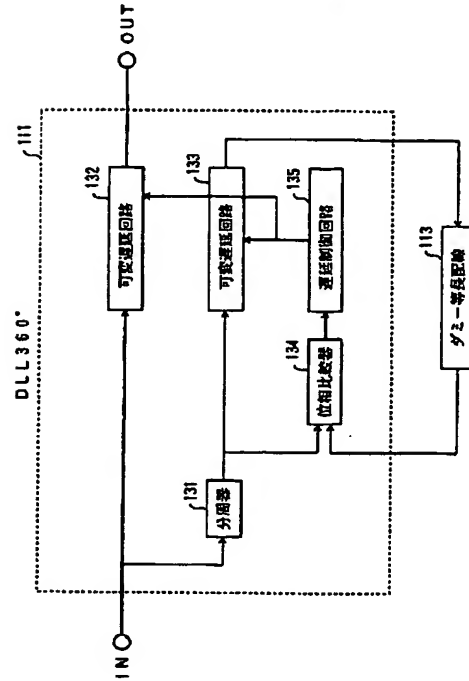 DLL360°
111
IN
OUT
132
可変遅延回路
133
可変遅延回路
131
分周器
134
位相比較器
135
遅延制御回路
113
ダミー等長配線